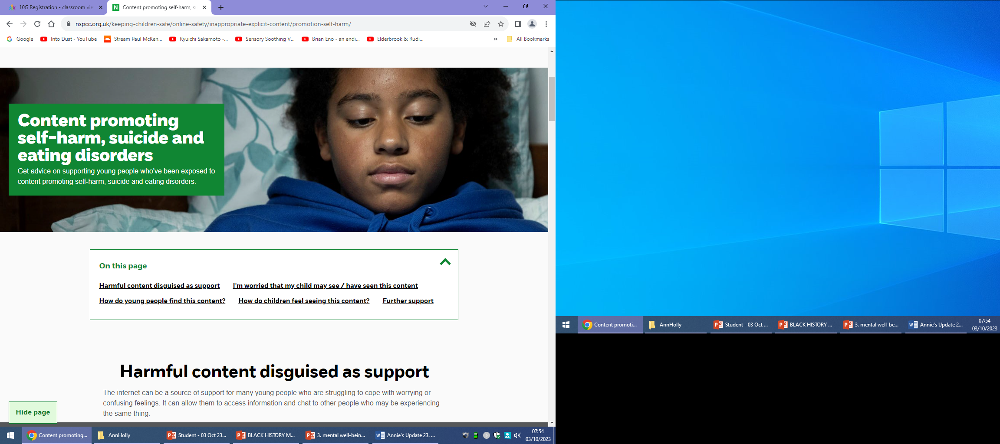 10G Registration - classroom vie
Content promoting self-harm, su
nspcc.org.uk/keeping-children-safe/online-safety/inappropriate-explicit-content/promotion-self-harm/
Google
Into Dust - YouTube
Stream Paul McKen...
Ryuichi Sakamoto -...
Sensory Soothing V...
Brian Eno - an endi...
Elderbrook & Rudi...
»
All Bookmarks
Content promoting
self-harm, suicide and
eating disorders
Get advice on supporting young people who've been exposed to
content promoting self-harm, suicide and eating disorders.
On this page
Harmful content disguised as support
I'm worried that my child may see / have seen this content
How do young people find this content?
How do children feel seeing this content?
Further support
Harmful content disguised as support
The internet can be a source of support for many young people who are struggling to cope with worrying or
confusing feelings. It can allow them to access information and chat to other people who may be experiencing
the same thing.
Hide page
Content promoting...
AnnHolly
Student - 03 Oct 23...
BLACK HISTORY M...
3. mental well-bein...
Annie's Update 23. ...
07:54
03/10/2023
Content promoti...
AnnHolly
Student - 03 Oct ...
BLACK HISTORY ...
3. mental well-be...
Annie's Update 2...
07:54
03/10/2023